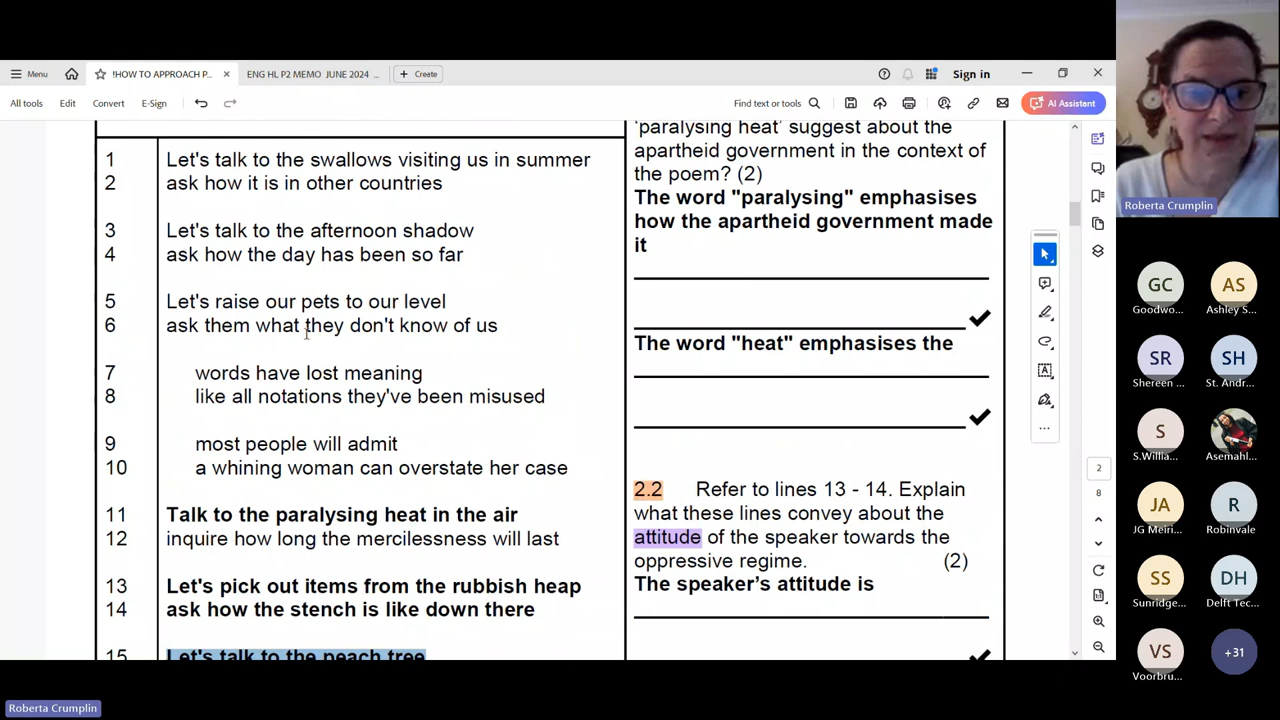 Menu
!HOW TO APPROACH P...
ENG HL P2 MEMO JUNE 2024 ...
Create
Sign in
All tools
Edit
Convert
E-Sign
Find text or tools
AI Assistent
1 Let's talk to the swallows visiting us in summer
2 ask how it is in other countries
3 Let's talk to the afternoon shadow
4 ask how the day has been so far
5 Let's raise our pets to our level
6 ask them what they don't know of us
7 words have lost meaning
8 like all notations they've been misused
9 most people will admit
10 a whining woman can overstate her case
11 Talk to the paralysing heat in the air
12 inquire how long the mercilessness will last
13 Let's pick out items from the rubbish heap
14 ask how the stench is like down there
15 Let's talk to the peach tree
'paralysing heat' suggest about the
apartheid government in the context of
the poem? (2)
The word "paralysing" emphasises
how the apartheid government made
it
The word "heat" emphasises the
2.2 Refer to lines 13 - 14. Explain
what these lines convey about the
attitude of the speaker towards the
oppressive regime. (2)
The speaker's attitude is
2
8
Roberta Crumplin
GC
Goodwo...
AS
Ashley S...
SR
Shereen ...
SH
St. Andr...
S
S.Willia...
Asemahl...
JA
JG Meiri...
R
Robinvale
SS
Sunridge...
DH
Delft Tec...
VS
Voorbru...
+31
Roberta Crumplin